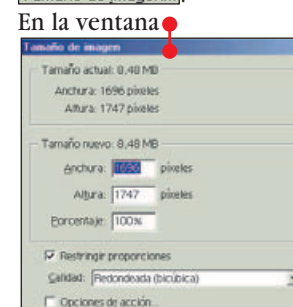 En la ventana
Tamaño de imagen
Tamaño actual: 8,48 MB
Anchura: 1696 píxeles
Altura: 1747 píxeles
Tamaño nuevo: 8,48 MB
Anchura: 1696 píxeles
Altura: 1747 píxeles
Porcentaje: 100%
Restringir proporciones
Calidad: Redondeada (bicúbica)
Opciones de acción...